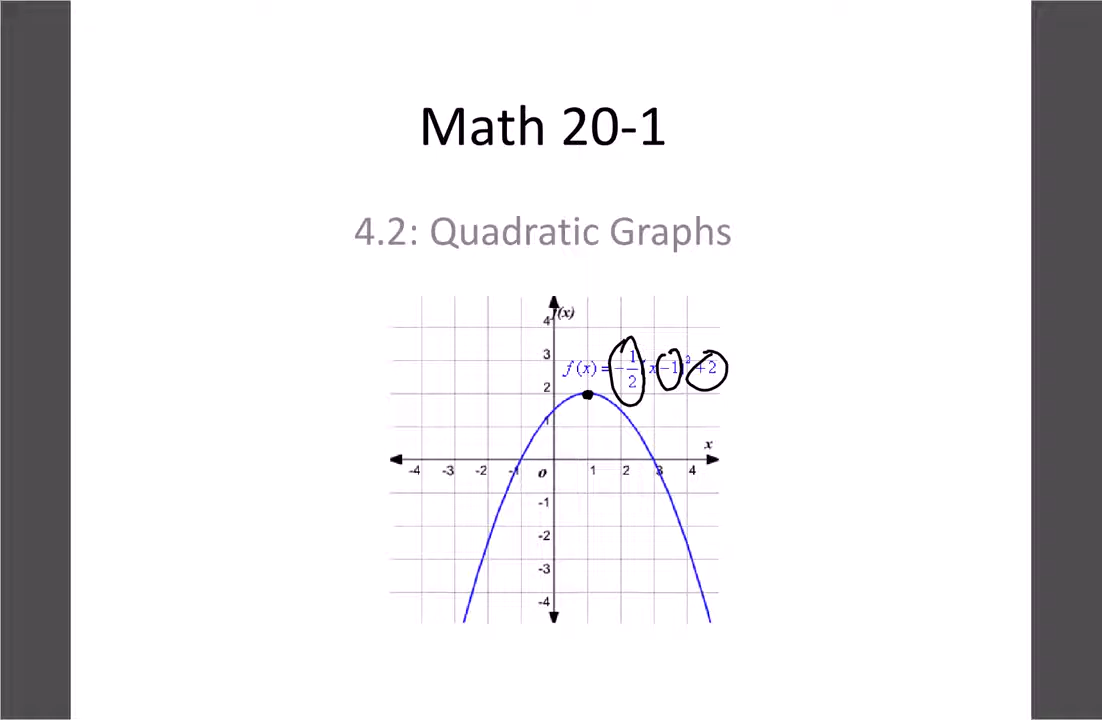 Math 20-1
4.2: Quadratic Graphs
f(x)
4
3
f(x) = -1/2(x-1)²+2
2
1
x
-4 -3 -2 -1 o 1 2 3 4
-1
-2
-3
-4